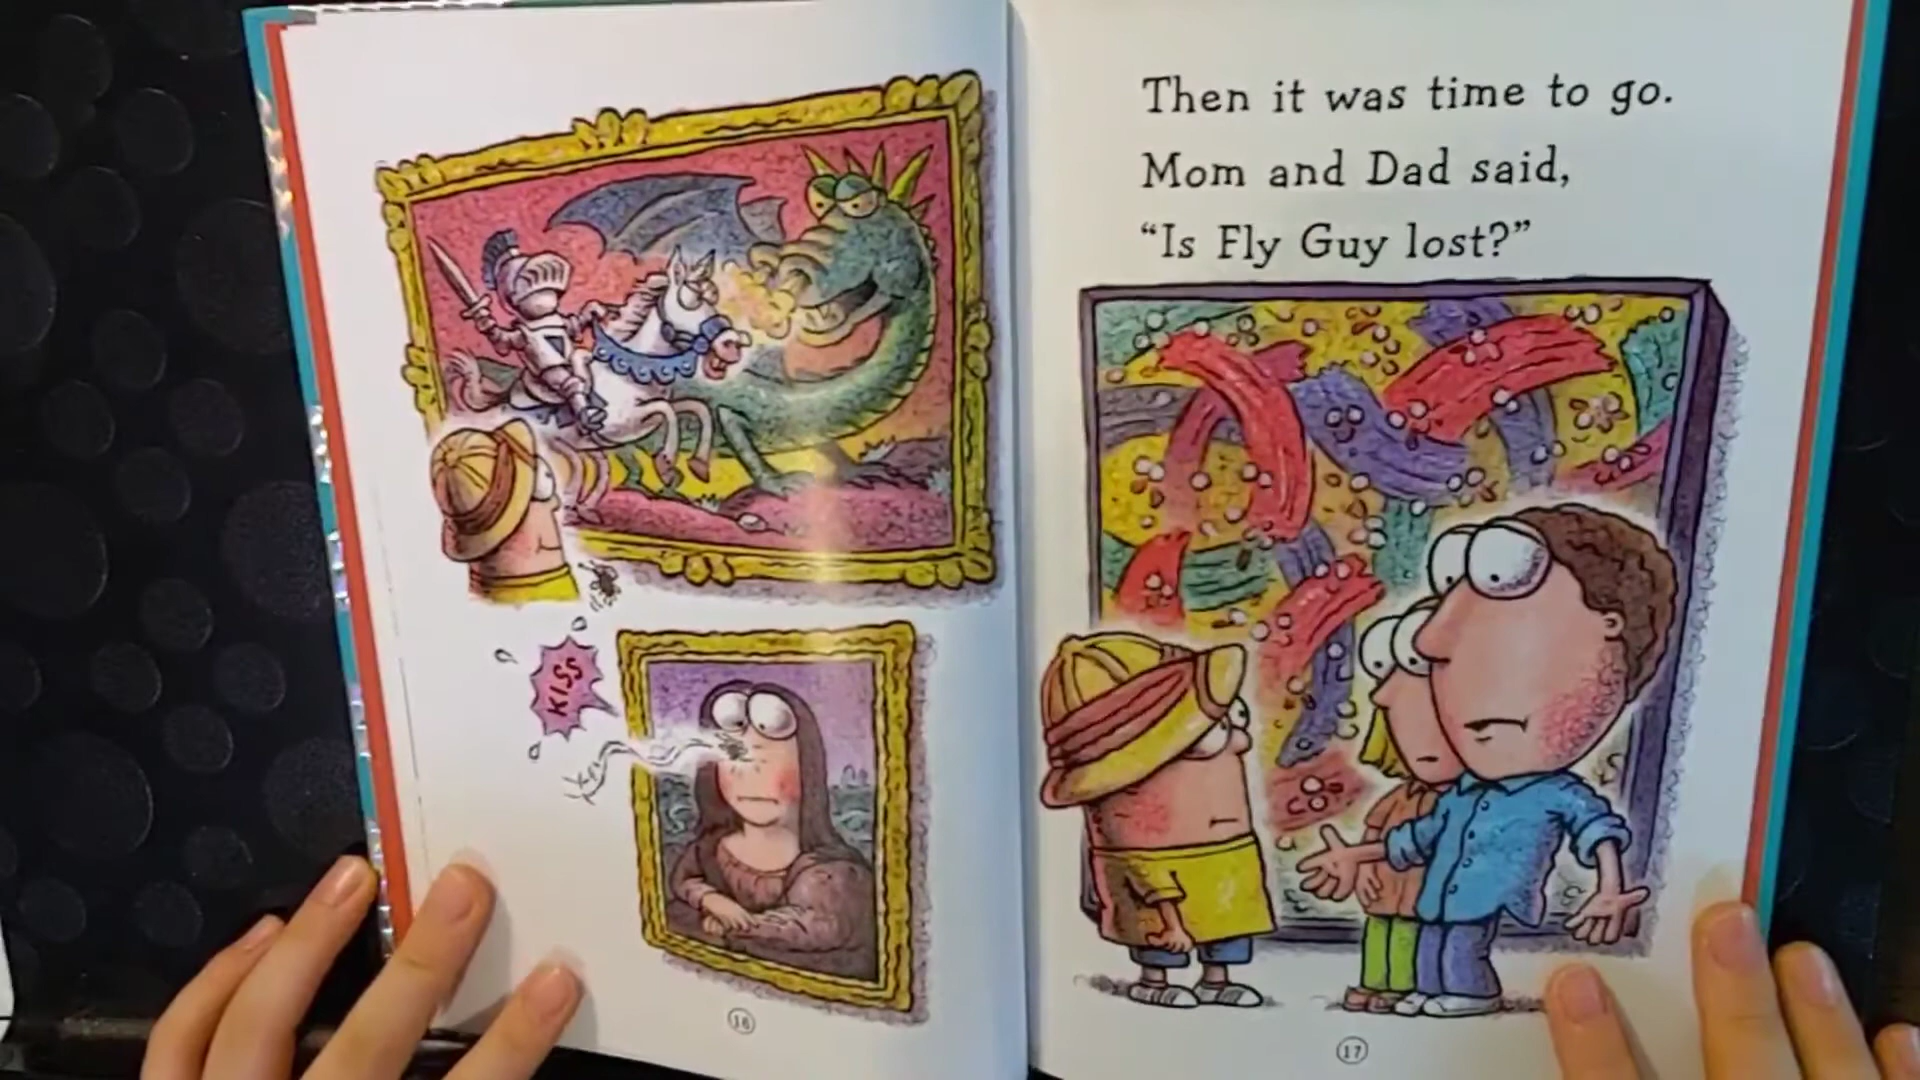 KISS
16
Then it was time to go.
Mom and Dad said,
“Is Fly Guy lost?”
17